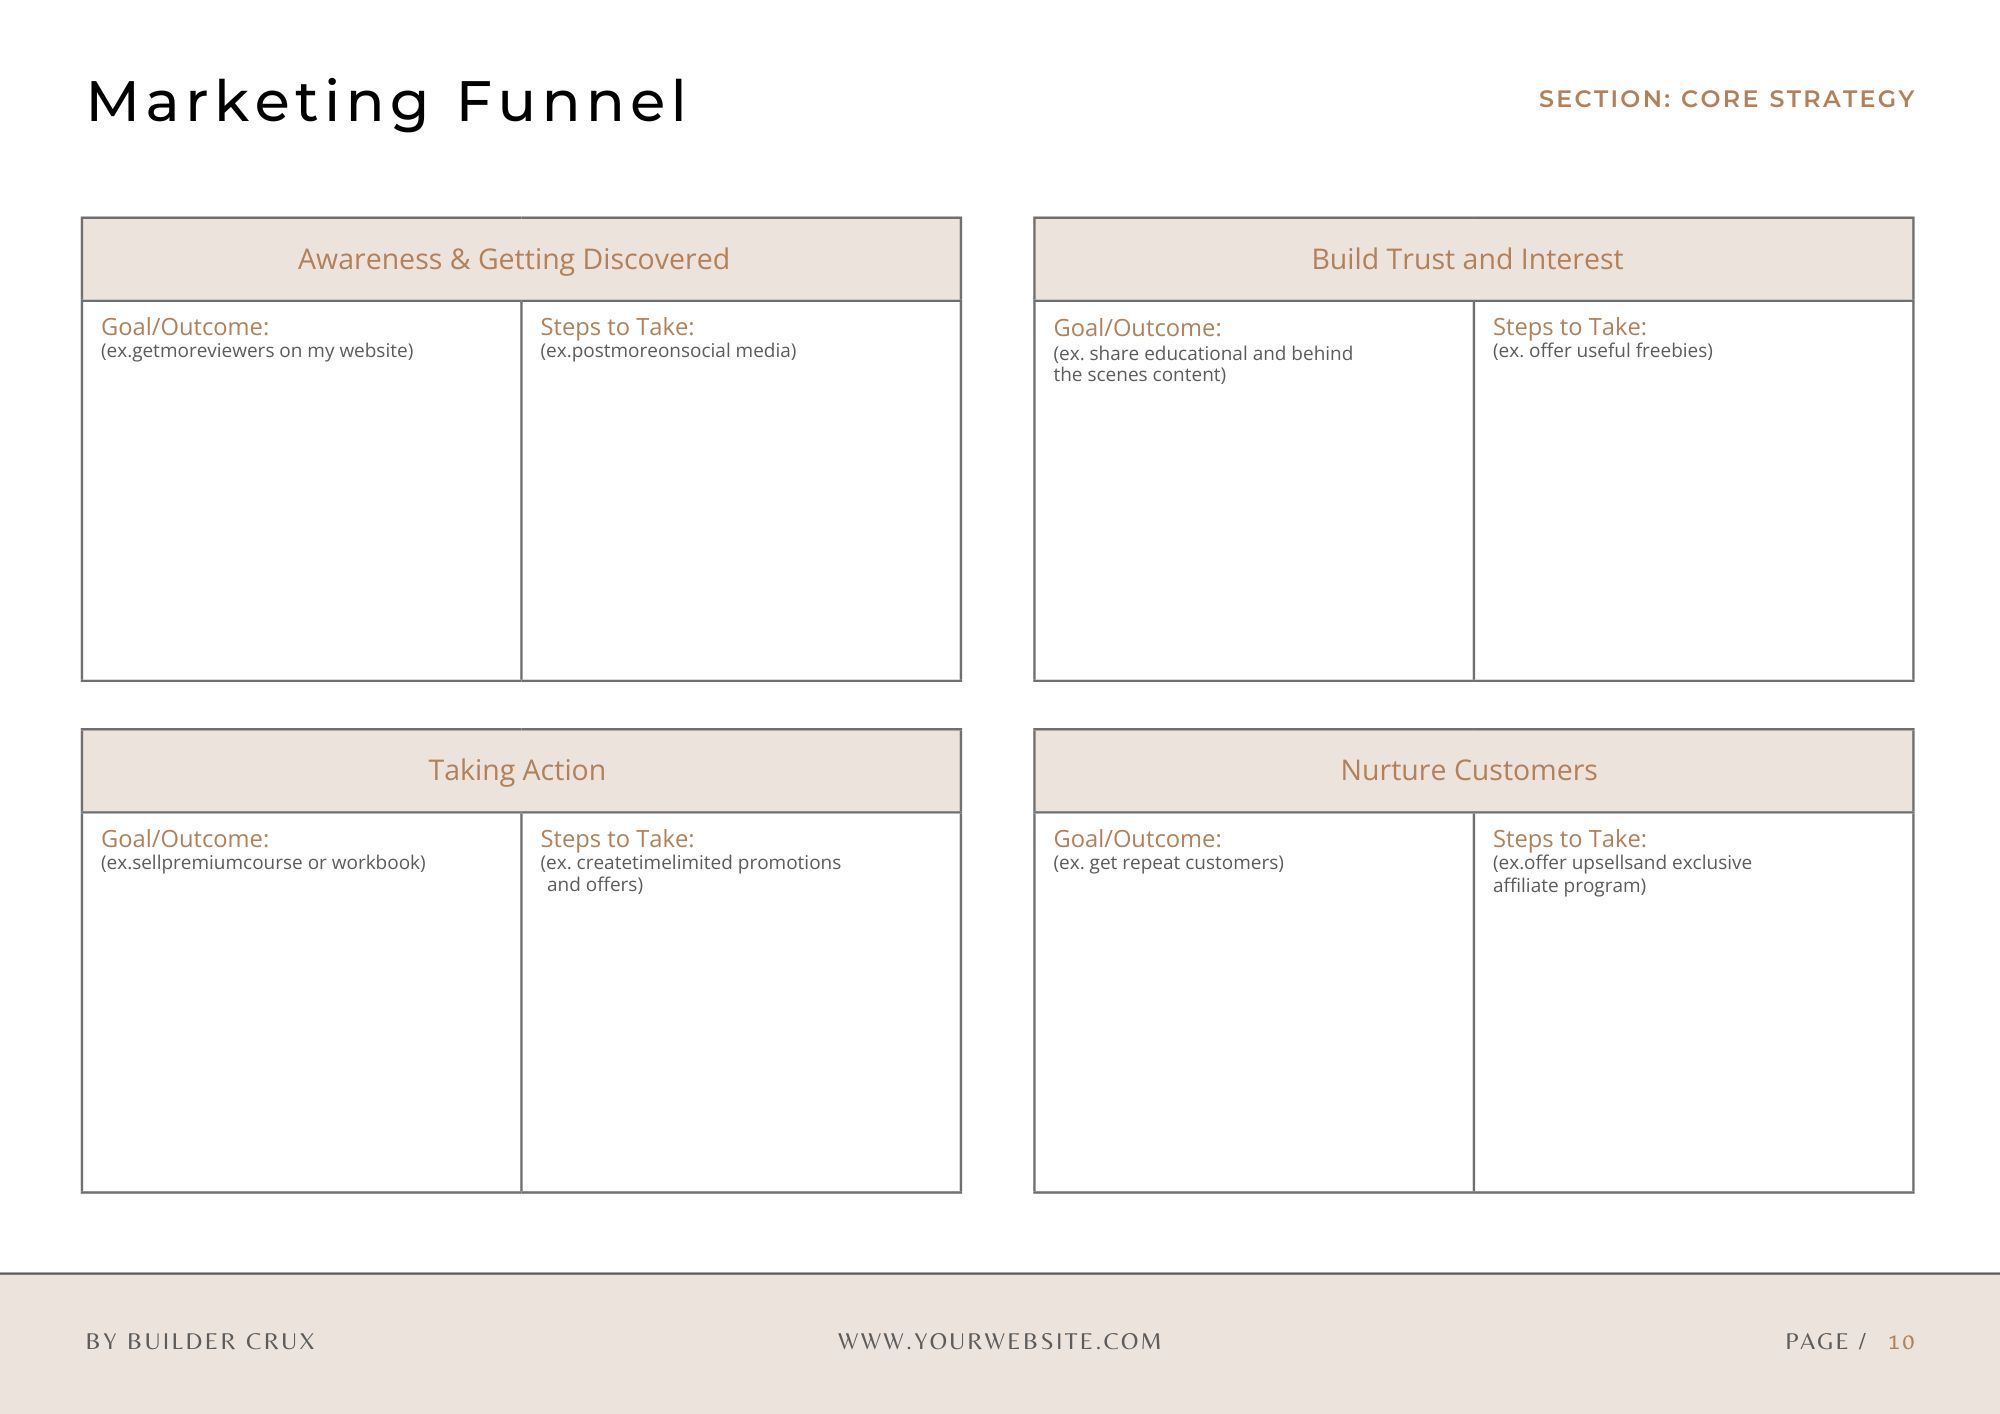 Marketing Funnel
SECTION: CORE STRATEGY
Awareness & Getting Discovered
Goal/Outcome:
(ex.getmoreviewers on my website)
Steps to Take:
(ex.postmoreonsocial media)
Build Trust and Interest
Goal/Outcome:
(ex. share educational and behind
the scenes content)
Steps to Take:
(ex. offer useful freebies)
Taking Action
Goal/Outcome:
(ex.sellpremiumcourse or workbook)
Steps to Take:
(ex. createtimelimited promotions
and offers)
Nurture Customers
Goal/Outcome:
(ex. get repeat customers)
Steps to Take:
(ex.offer upsellsand exclusive
affiliate program)
BY BUILDER CRUX
WWW.YOURWEBSITE.COM
PAGE / 10